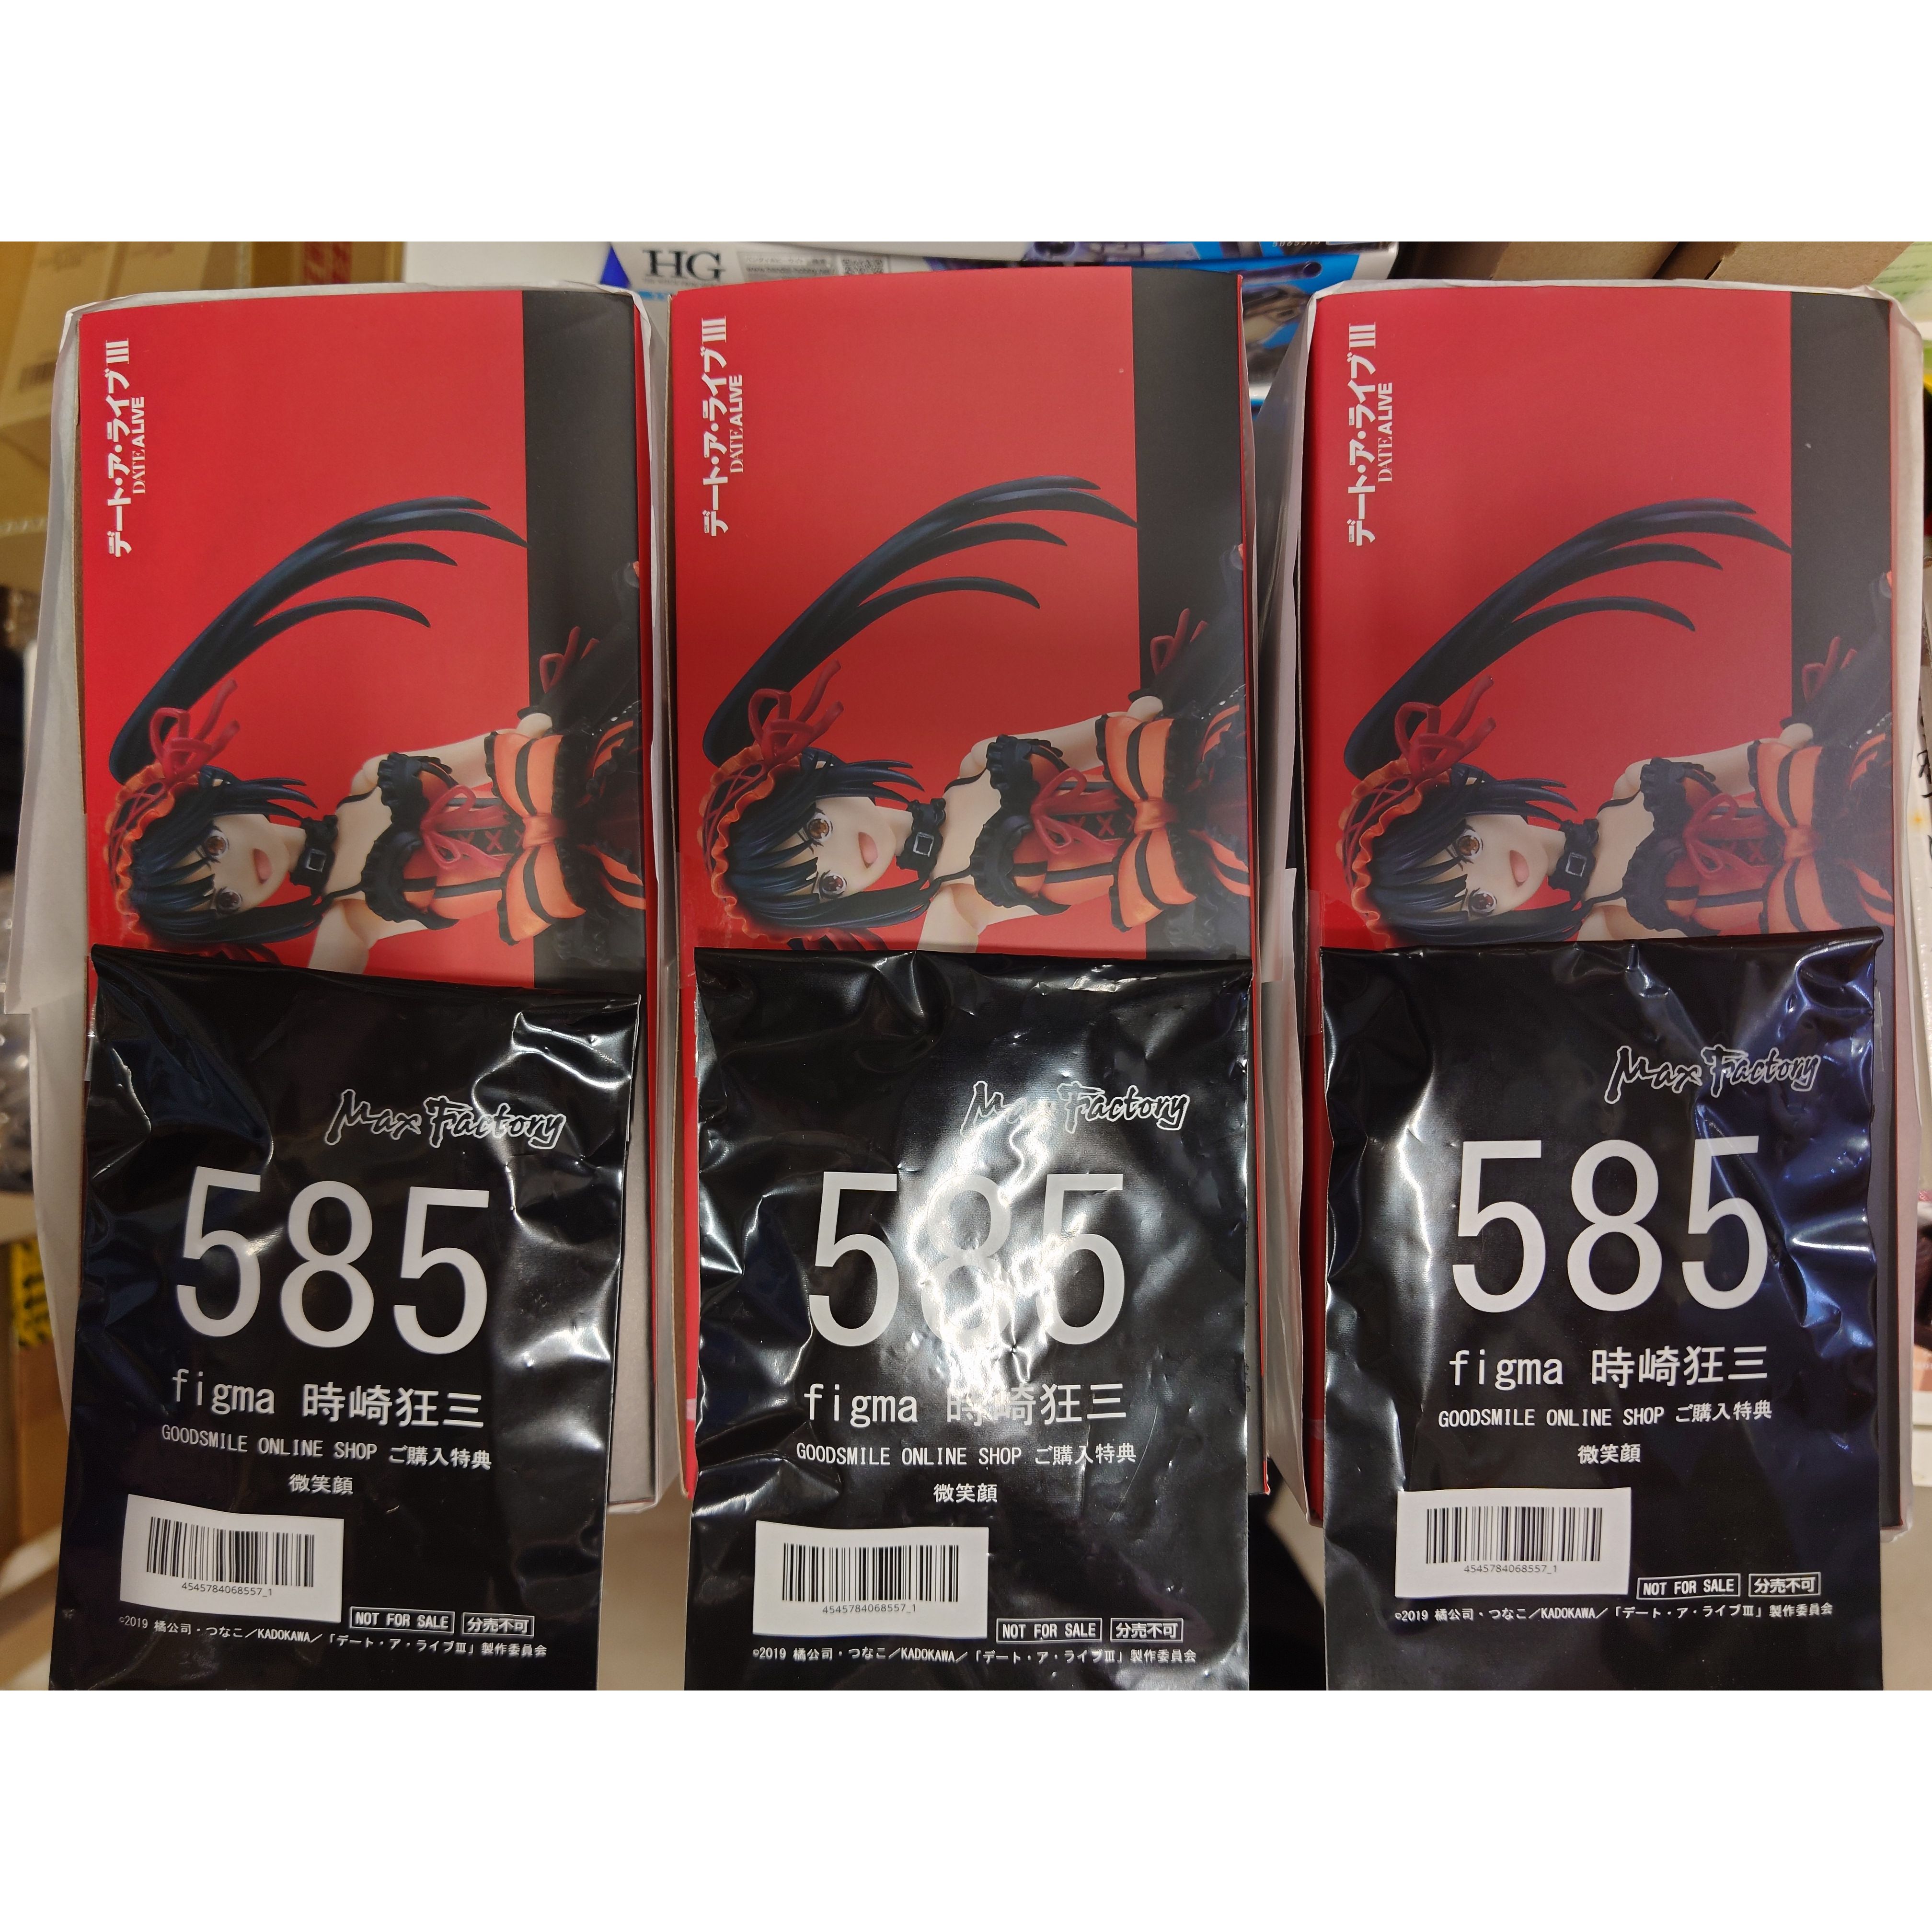 HG
デート・ア・ライブIII
DATE A LIVE
デート・ア・ライブIII
DATE A LIVE
デート・ア・ライブIII
DATE A LIVE
Max Factory
585
figma 時崎狂三
GOODSMILE ONLINE SHOP ご購入特典
微笑顔
4545784068557_1
NOT FOR SALE 分売不可
©2019 橘公司・つなこ／KADOKAWA／「デート・ア・ライブⅢ」製作委員会
Max Factory
585
figma 時崎狂三
GOODSMILE ONLINE SHOP ご購入特典
微笑顔
4545784068557_1
NOT FOR SALE 分売不可
©2019 橘公司・つなこ／KADOKAWA／「デート・ア・ライブⅢ」製作委員会
Max Factory
585
figma 時崎狂三
GOODSMILE ONLINE SHOP ご購入特典
微笑顔
4545784068557_1
NOT FOR SALE 分売不可
©2019 橘公司・つなこ／KADOKAWA／「デート・ア・ライブⅢ」製作委員会